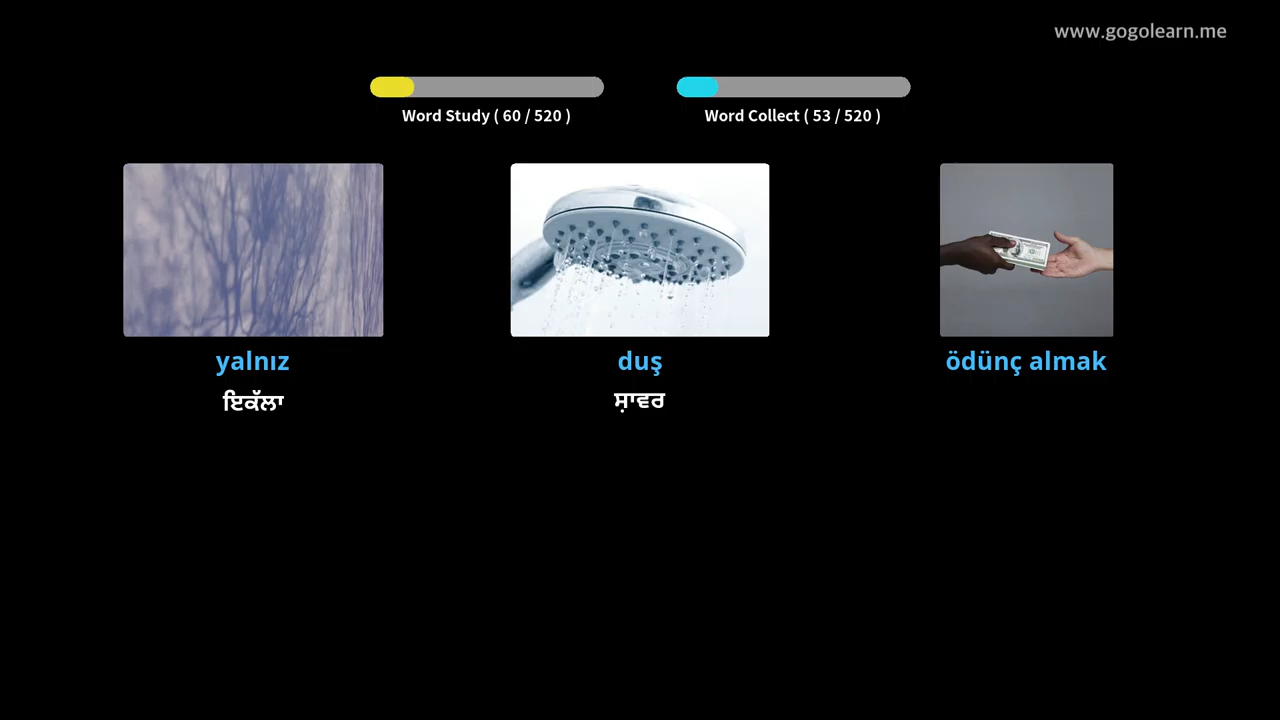 www.gogolearn.me
Word Study ( 60 / 520 )
Word Collect ( 53 / 520 )
yalnız
duş
ödünç almak
ਇਕੱਲਾ
ਸ਼ਾਵਰ